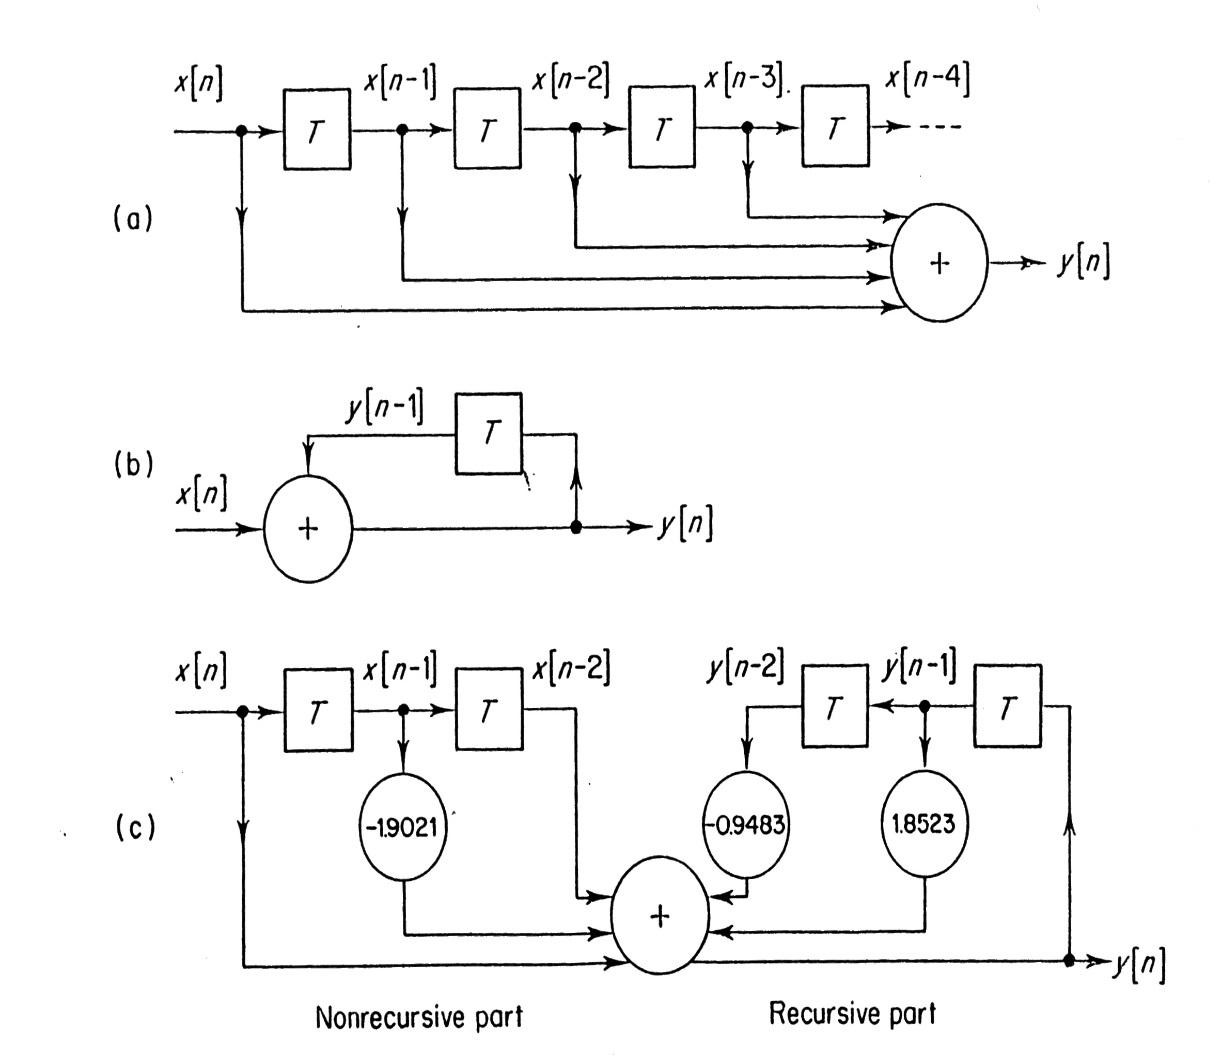 x[n] x[n-1] x[n-2] x[n-3]. x[n-4]
T T T T
(a)
+ y[n]
y[n-1] T
(b)
x[n]
+ y[n]
x[n] T x[n-1] T x[n-2] y[n-2] T y[n-1] T
(c) -1.9021 -0.9483 1.8523
+
y[n]
Nonrecursive part Recursive part